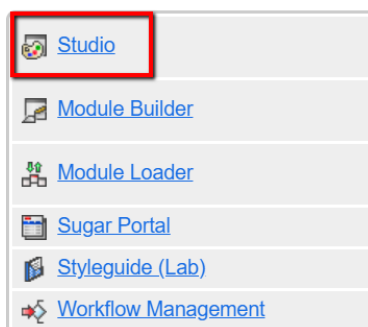 Studio
Module Builder
Module Loader
Sugar Portal
Styleguide (Lab)
Workflow Management